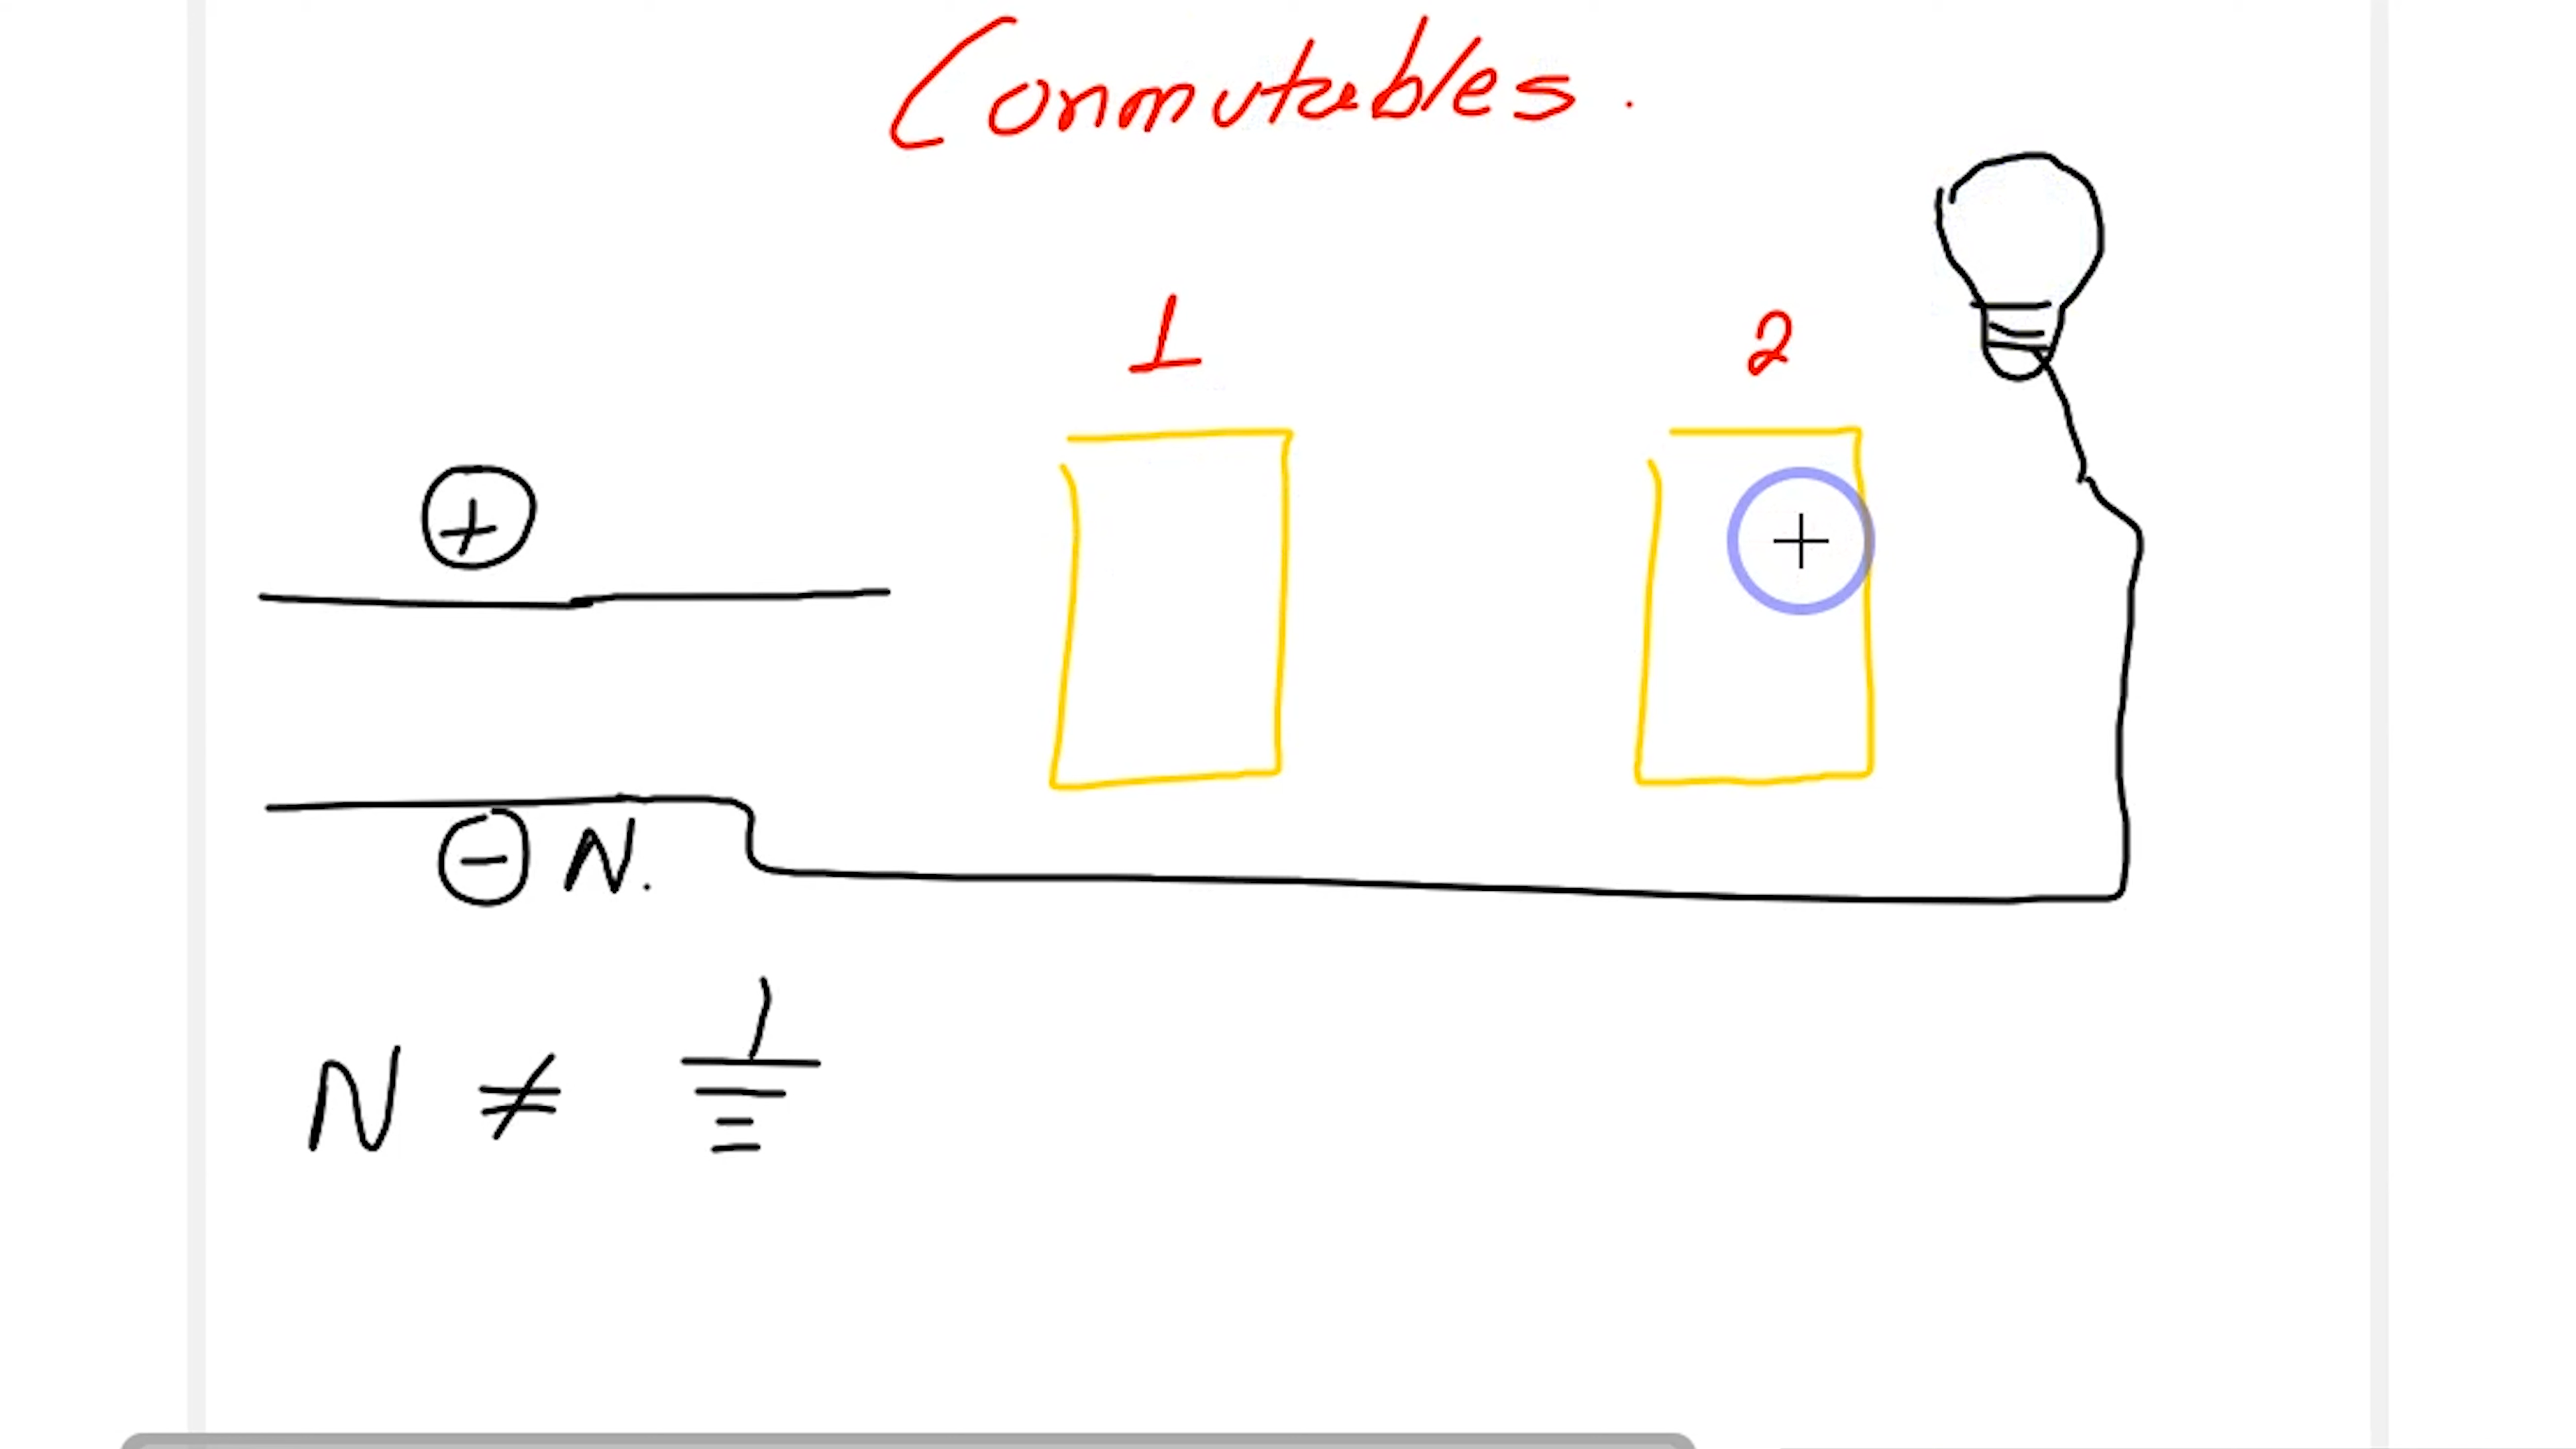 Conmutables.
1 2
+
- N.
N ≠